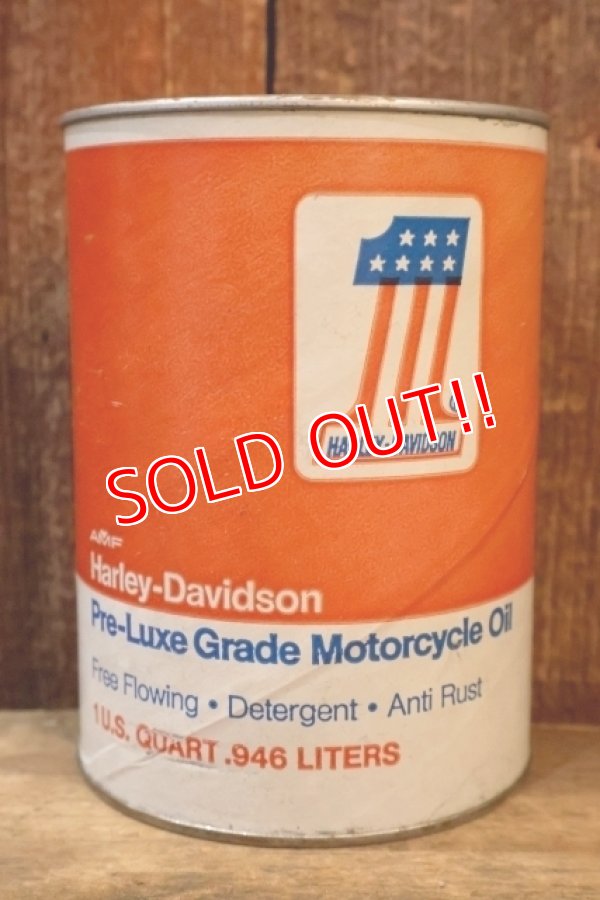 ®
HARLEY-DAVIDSON
SOLD OUT!!
AMF
Harley-Davidson
Pre-Luxe Grade Motorcycle Oil
Free Flowing • Detergent • Anti Rust
1 U.S. QUART .946 LITERS